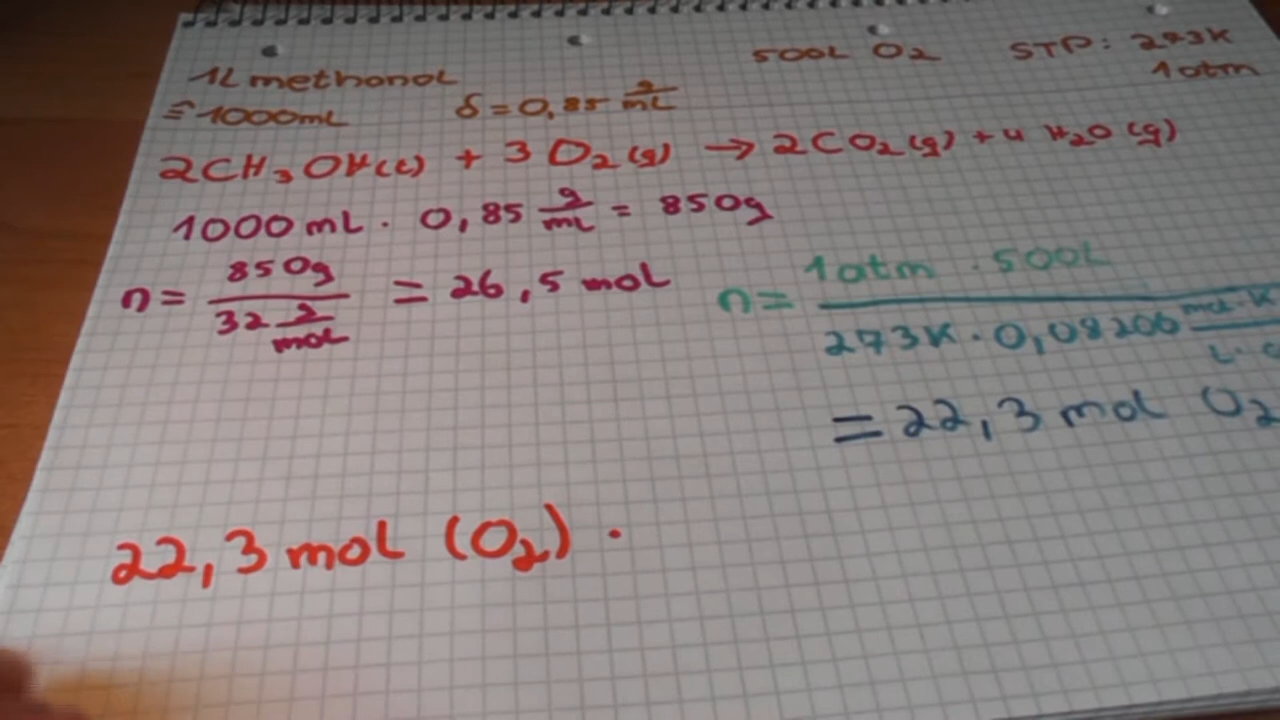 1L methanol
≙ 1000mL δ = 0,85 g/mL
500L O₂ STP: 273K
1atm
2CH₃OH(l) + 3 O₂(g) → 2CO₂(g) + 4 H₂O (g)
1000 mL · 0,85 g/mL = 850g
n = 850g / 32 g/mol = 26,5 mol
n = 1atm · 500L / 273K · 0,08206 mol·K / L·
= 22,3 mol O₂
22,3 mol (O₂) ·